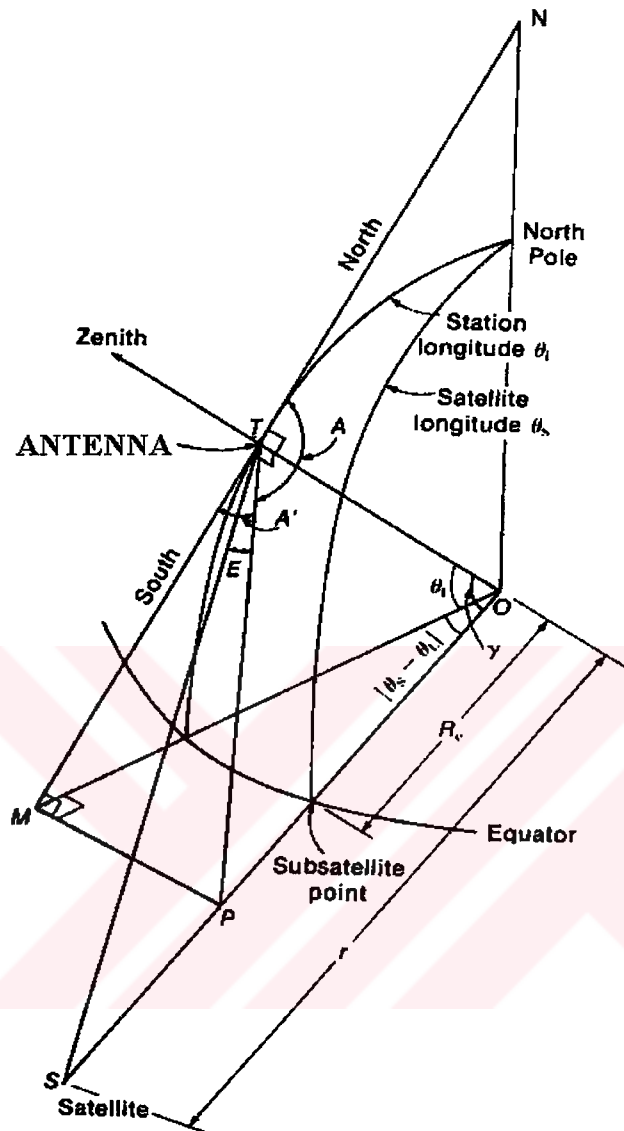 N
North
North
Pole
Zenith
Station
longitude θₗ
Satellite
longitude θₛ
T
A
ANTENNA
A'
South
E
θₗ
O
γ
|θₛ − θₗ|
Rₑ
M
Equator
Subsatellite
point
P
r
S
Satellite